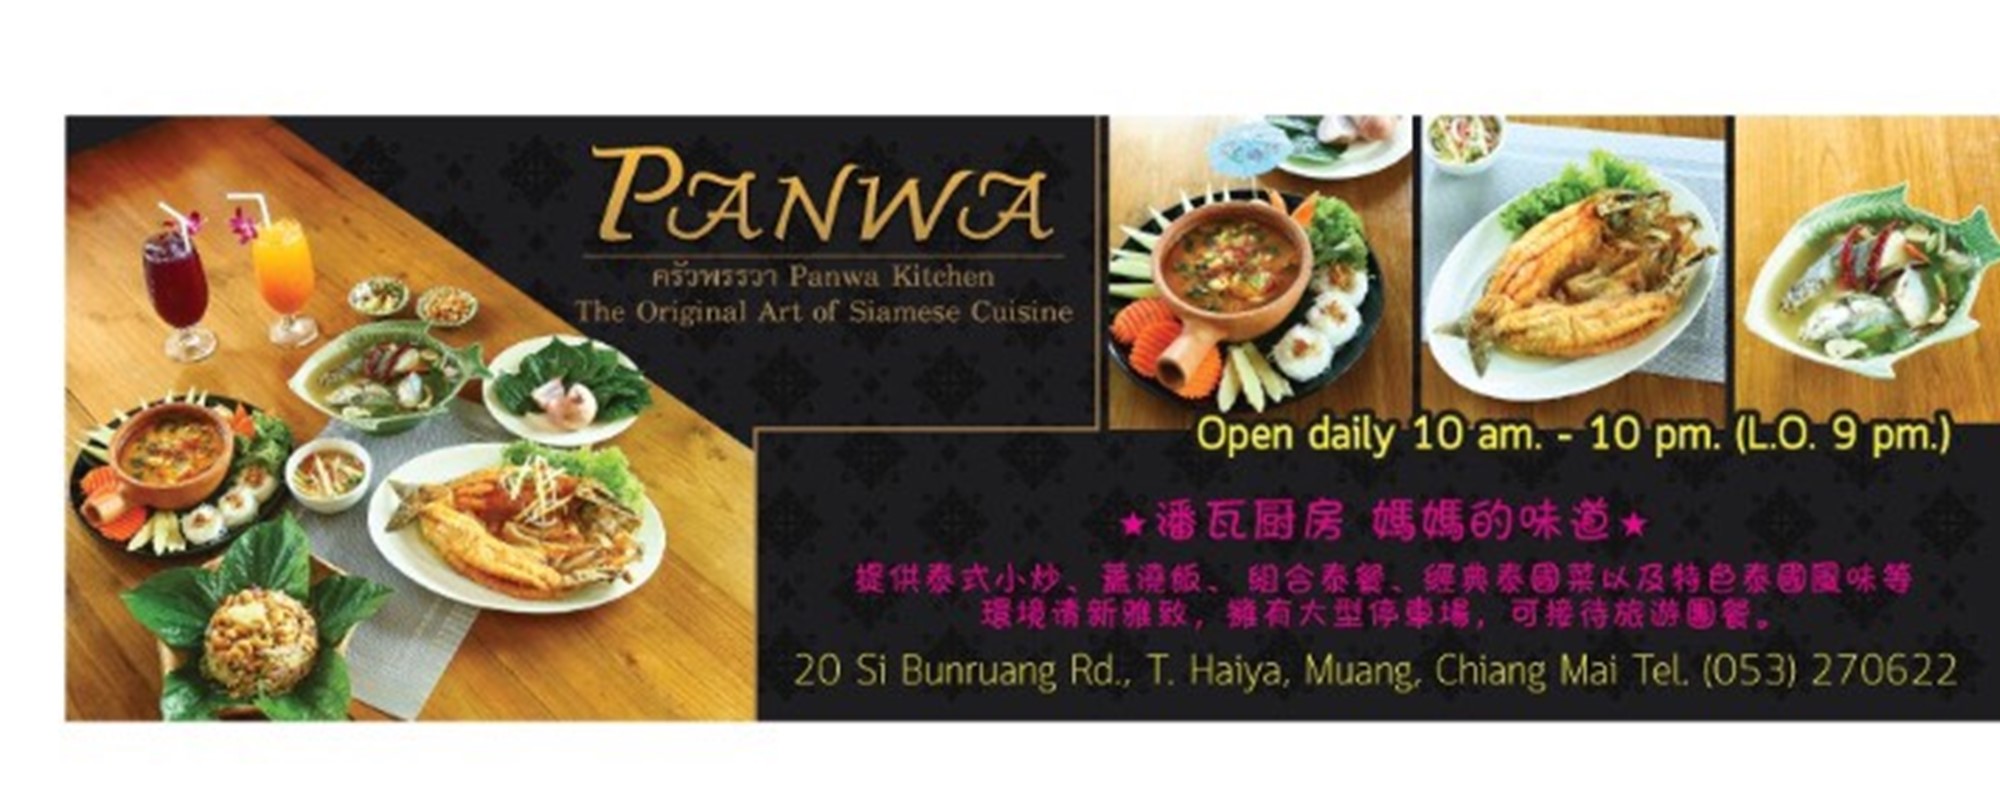 PANWA
ครัวพรรวา Panwa Kitchen
The Original Art of Siamese Cuisine
Open daily 10 am. - 10 pm. (L.O. 9 pm.)
★潘瓦厨房 媽媽的味道★
提供泰式小炒、蓋澆飯、組合泰餐、經典泰國菜以及特色泰國風味等
環境请新雅致，擁有大型停車場，可接待旅游團餐。
20 Si Bunruang Rd., T. Haiya, Muang, Chiang Mai Tel. (053) 270622